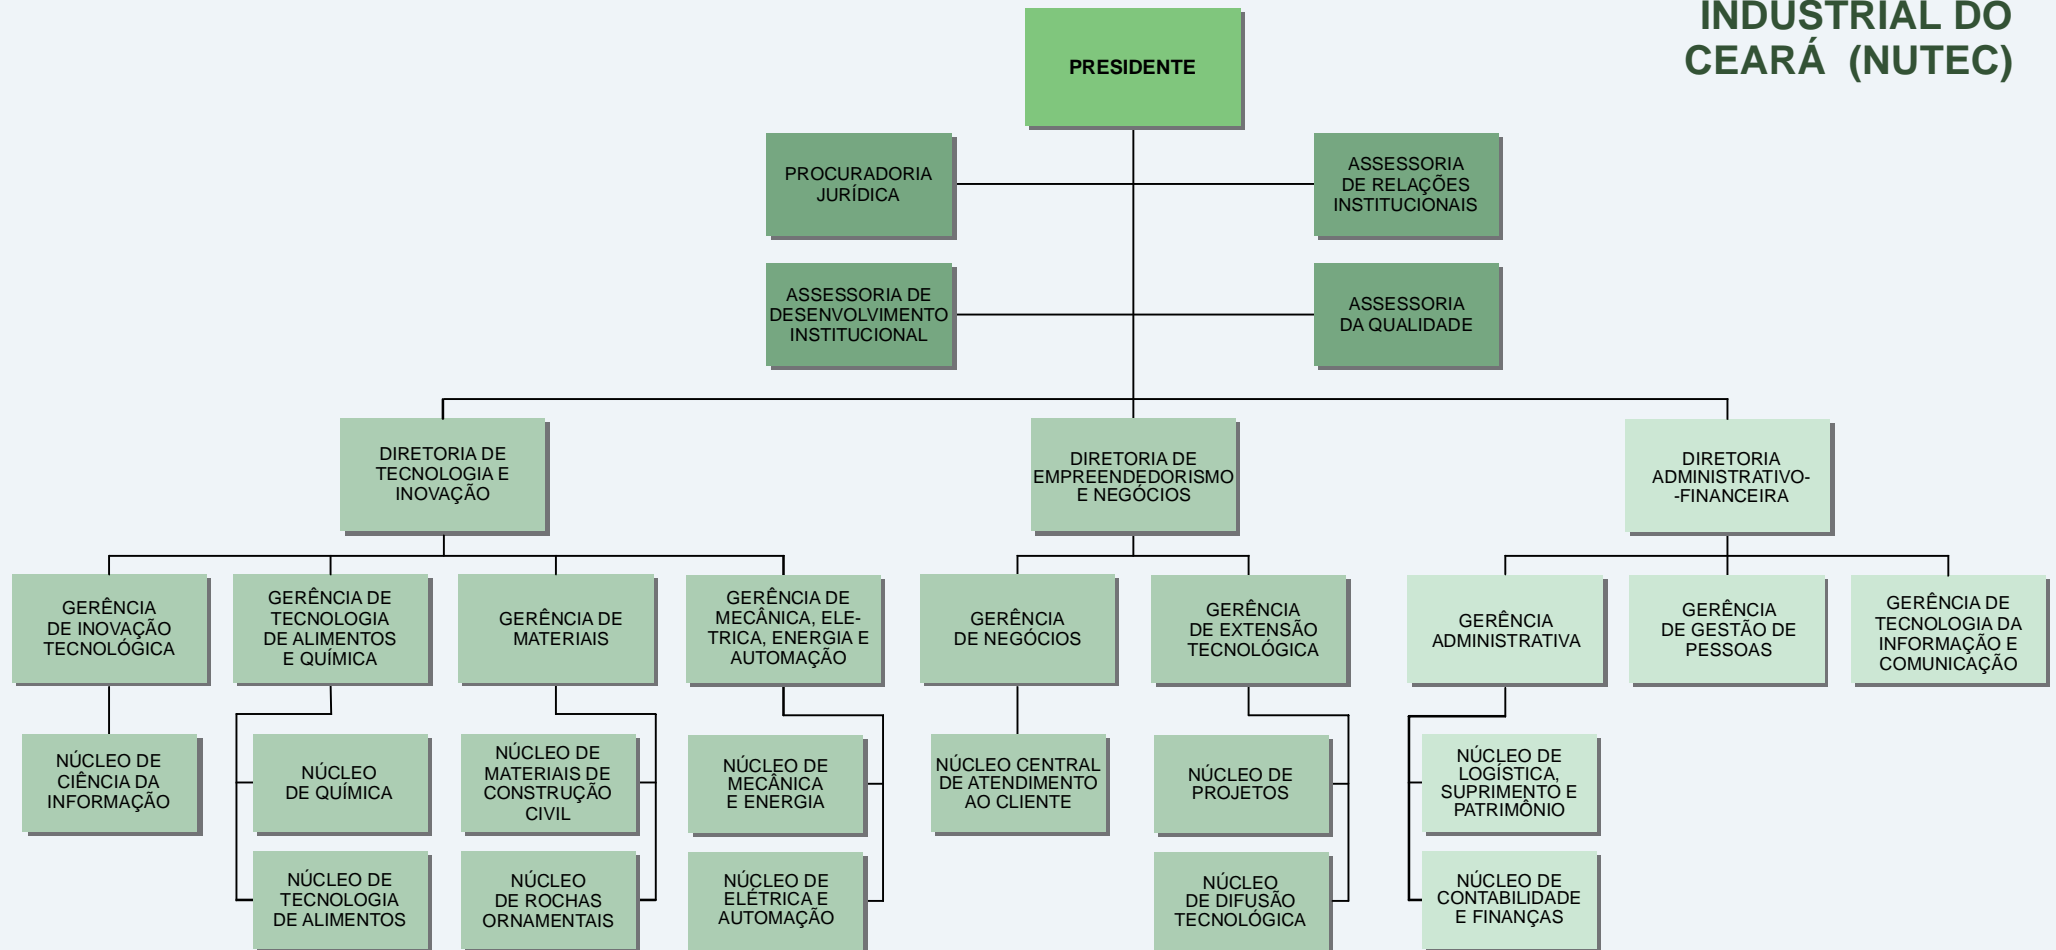 INDUSTRIAL DO
CEARÁ (NUTEC)
PRESIDENTE
PROCURADORIA
JURÍDICA
ASSESSORIA
DE RELAÇÕES
INSTITUCIONAIS
ASSESSORIA DE
DESENVOLVIMENTO
INSTITUCIONAL
ASSESSORIA
DA QUALIDADE
DIRETORIA DE
TECNOLOGIA E
INOVAÇÃO
DIRETORIA DE
EMPREENDEDORISMO
E NEGÓCIOS
DIRETORIA
ADMINISTRATIVO-
-FINANCEIRA
GERÊNCIA
DE INOVAÇÃO
TECNOLÓGICA
GERÊNCIA DE
TECNOLOGIA
DE ALIMENTOS
E QUÍMICA
GERÊNCIA DE
MATERIAIS
GERÊNCIA DE
MECÂNICA, ELE-
TRICA, ENERGIA E
AUTOMAÇÃO
GERÊNCIA
DE NEGÓCIOS
GERÊNCIA
DE EXTENSÃO
TECNOLÓGICA
GERÊNCIA
ADMINISTRATIVA
GERÊNCIA
DE GESTÃO DE
PESSOAS
GERÊNCIA DE
TECNOLOGIA DA
INFORMAÇÃO E
COMUNICAÇÃO
NÚCLEO DE
CIÊNCIA DA
INFORMAÇÃO
NÚCLEO
DE QUÍMICA
NÚCLEO DE
MATERIAIS DE
CONSTRUÇÃO
CIVIL
NÚCLEO DE
MECÂNICA
E ENERGIA
NÚCLEO CENTRAL
DE ATENDIMENTO
AO CLIENTE
NÚCLEO DE
PROJETOS
NÚCLEO DE
LOGÍSTICA,
SUPRIMENTO E
PATRIMÔNIO
NÚCLEO DE
TECNOLOGIA
DE ALIMENTOS
NÚCLEO
DE ROCHAS
ORNAMENTAIS
NÚCLEO DE
ELÉTRICA E
AUTOMAÇÃO
NÚCLEO
DE DIFUSÃO
TECNOLÓGICA
NÚCLEO DE
CONTABILIDADE
E FINANÇAS